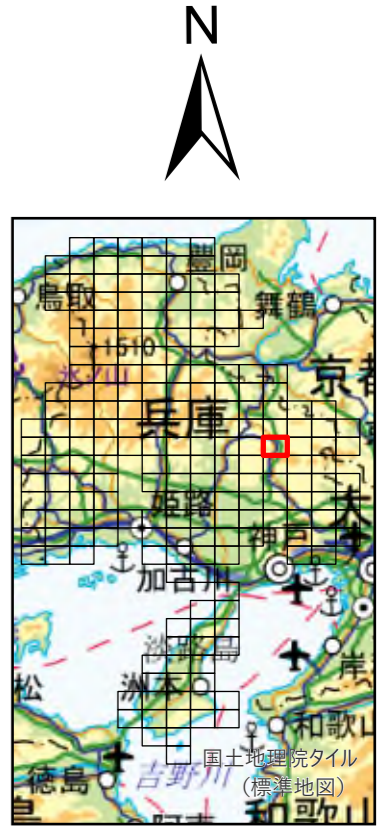 N
豊岡
鳥取
舞鶴
1510
氷ノ山
京都
兵庫
姫路
神戸
大
加古川
淡路島
洲本
岸
松
和歌山
国土地理院タイル
(標準地図)
徳島
吉野川
和歌山